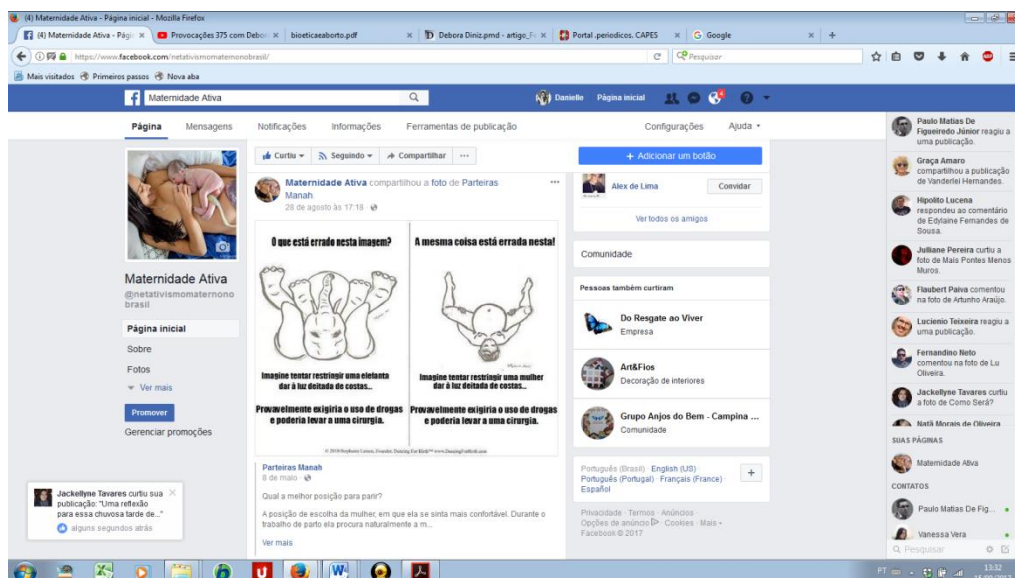 (4) Maternidade Ativa - Página inicial - Mozilla Firefox
(4) Maternidade Ativa - Pági
Provocações 375 com Debor
bioeticaeaborto.pdf
Debora Diniz.pmd - artigo_F
Portal .periodicos. CAPES
Google
https://www.facebook.com/netativismomaternonobrasil/
Pesquisar
Mais visitados
Primeiros passos
Nova aba
Maternidade Ativa
Danielle
Página inicial
4
Página
Mensagens
Notificações
Informações
Ferramentas de publicação
Configurações
Ajuda
Maternidade Ativa
@netativismomaternono
brasil
Página inicial
Sobre
Fotos
Ver mais
Promover
Gerenciar promoções
Curtiu
Seguindo
Compartilhar
Maternidade Ativa compartilhou a foto de Parteiras
Manah.
28 de agosto às 17:18
O que está errado nesta imagem?
Imagine tentar restringir uma elefanta
dar à luz deitada de costas...
Provavelmente exigiria o uso de drogas
e poderia levar a uma cirurgia.
A mesma coisa está errada nesta!
Imagine tentar restringir uma mulher
dar à luz deitada de costas...
Provavelmente exigiria o uso de drogas
e poderia levar a uma cirurgia.
Parteiras Manah
8 de maio
Qual a melhor posição para parir?
A posição de escolha da mulher, em que ela se sinta mais confortável. Durante o
trabalho de parto ela procura naturalmente a m...
Ver mais
+ Adicionar um botão
Alex de Lima
Convidar
Ver todos os amigos
Comunidade
Pessoas também curtiram
Do Resgate ao Viver
Empresa
Art&Fios
Decoração de interiores
Grupo Anjos do Bem - Campina ...
Comunidade
Português (Brasil) · English (US) ·
Português (Portugal) · Français (France) ·
Español
Privacidade · Termos · Anúncios ·
Opções de anúncio · Cookies · Mais
Facebook © 2017
Paulo Matias De
Figueiredo Júnior reagiu a
uma publicação.
Graça Amaro
compartilhou a publicação
de Vanderlei Hernandes.
Hipolito Lucena
respondeu ao comentário
de Edylaine Fernandes de
Sousa.
Julliane Pereira curtiu a
foto de Mais Pontes Menos
Muros.
Flaubert Paiva comentou
na foto de Artunho Araújo.
Lucienio Teixeira reagiu a
uma publicação.
Fernandino Neto
comentou na foto de Lu
Oliveira.
Jackellyne Tavares curtiu
a foto de Como Será?
Natã Morais de Oliveira
SUAS PÁGINAS
Maternidade Ativa
CONTATOS
Paulo Matias De Fig...
Vanessa Vera
Pesquisar
Jackellyne Tavares curtiu sua
publicação: "Uma reflexão
para essa chuvosa tarde de..."
alguns segundos atrás
PT
13:32